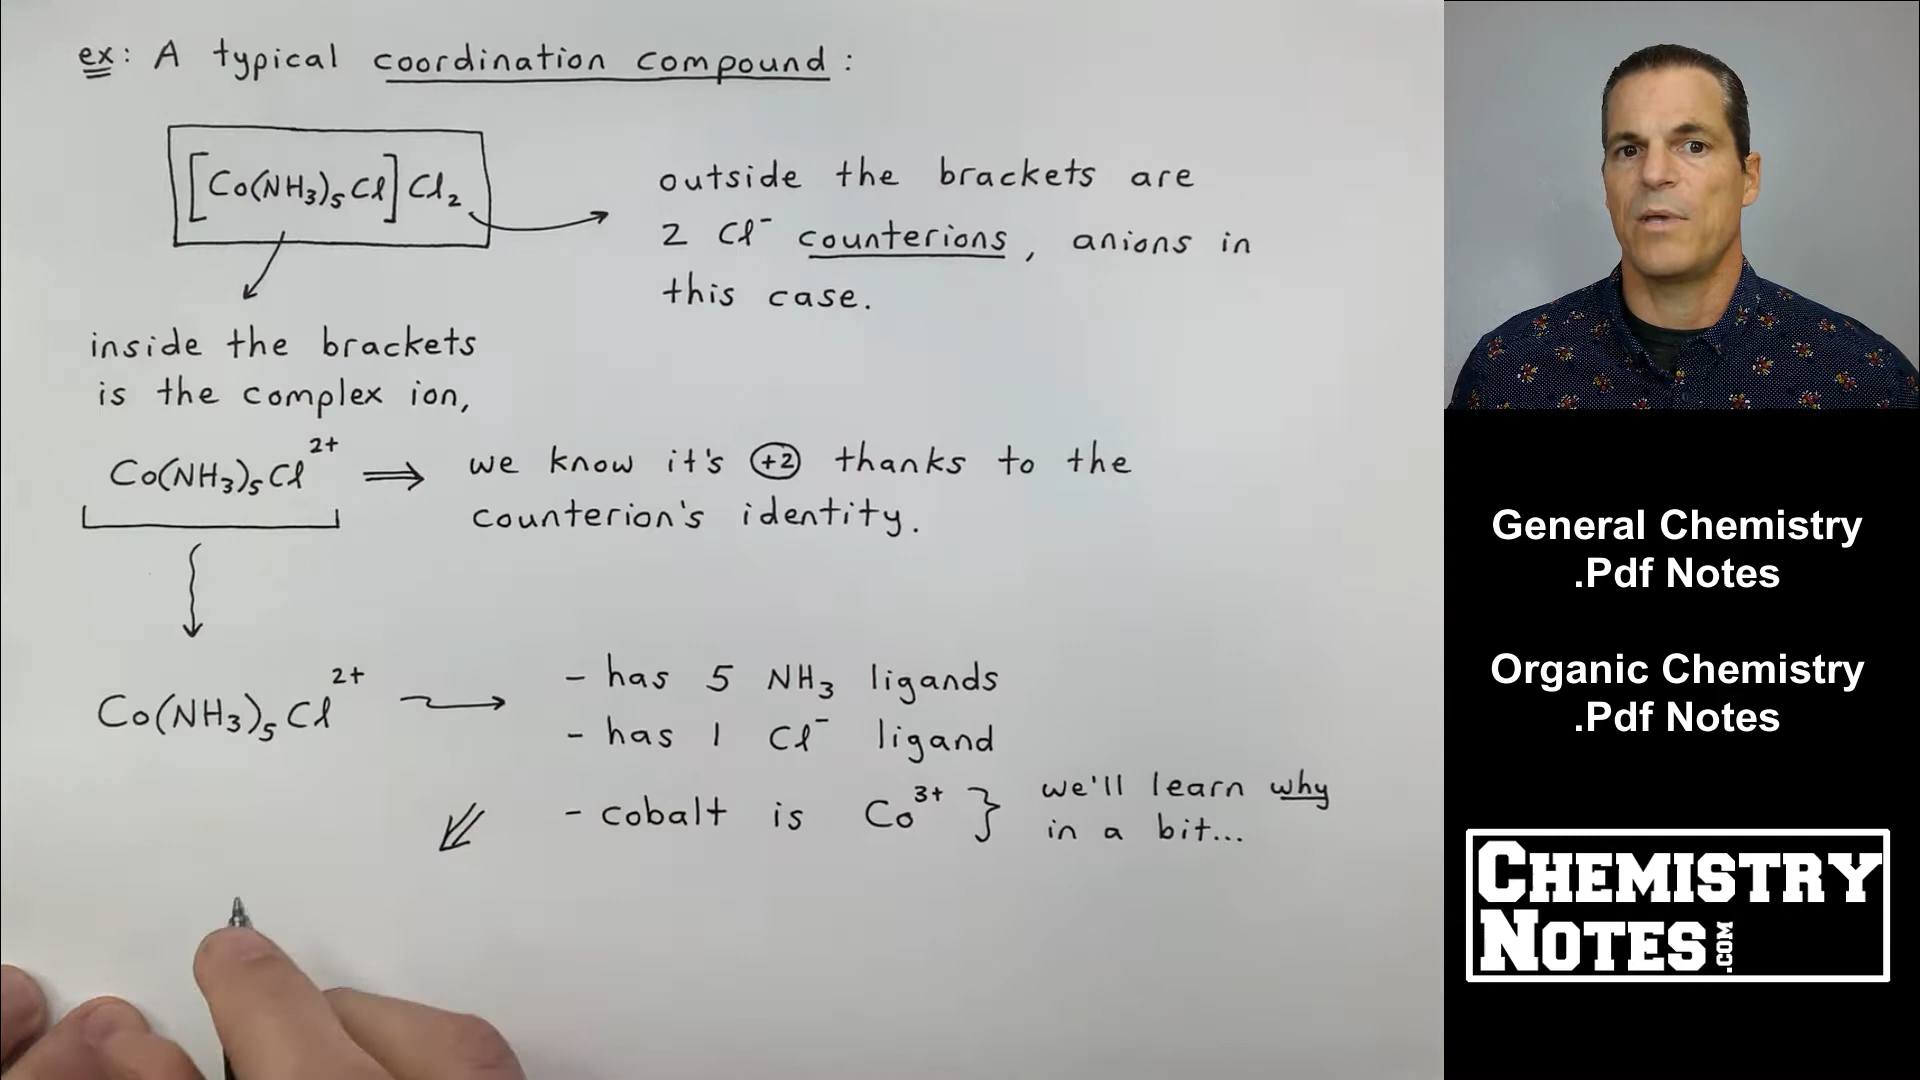 ex: A typical coordination compound:
[Co(NH₃)₅Cl]Cl₂
outside the brackets are
2 Cl⁻ counterions, anions in
this case.
inside the brackets
is the complex ion,
Co(NH₃)₅Cl²⁺ ⟹ we know it's +2 thanks to the
counterion's identity.
Co(NH₃)₅Cl²⁺
- has 5 NH₃ ligands
- has 1 Cl⁻ ligand
- cobalt is Co³⁺ } we'll learn why
in a bit...
General Chemistry
.Pdf Notes
Organic Chemistry
.Pdf Notes
CHEMISTRY
NOTES.COM